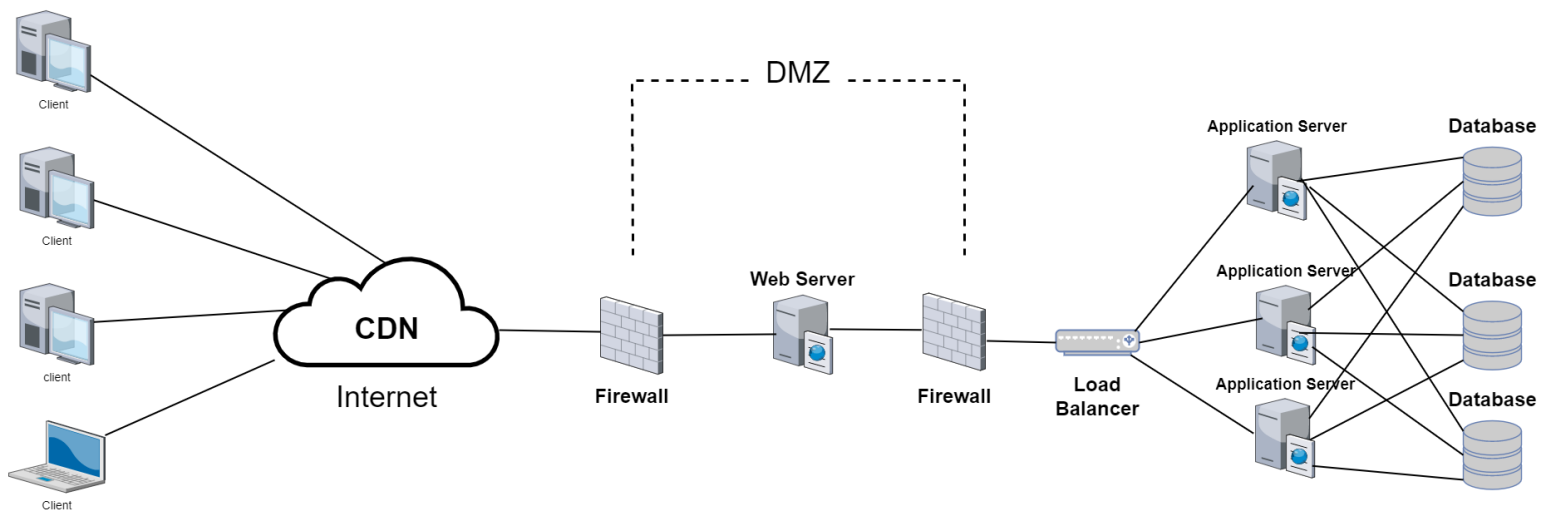 Client
Client
client
Client
CDN
Internet
DMZ
Firewall
Web Server
Firewall
Load
Balancer
Application Server
Application Server
Application Server
Database
Database
Database